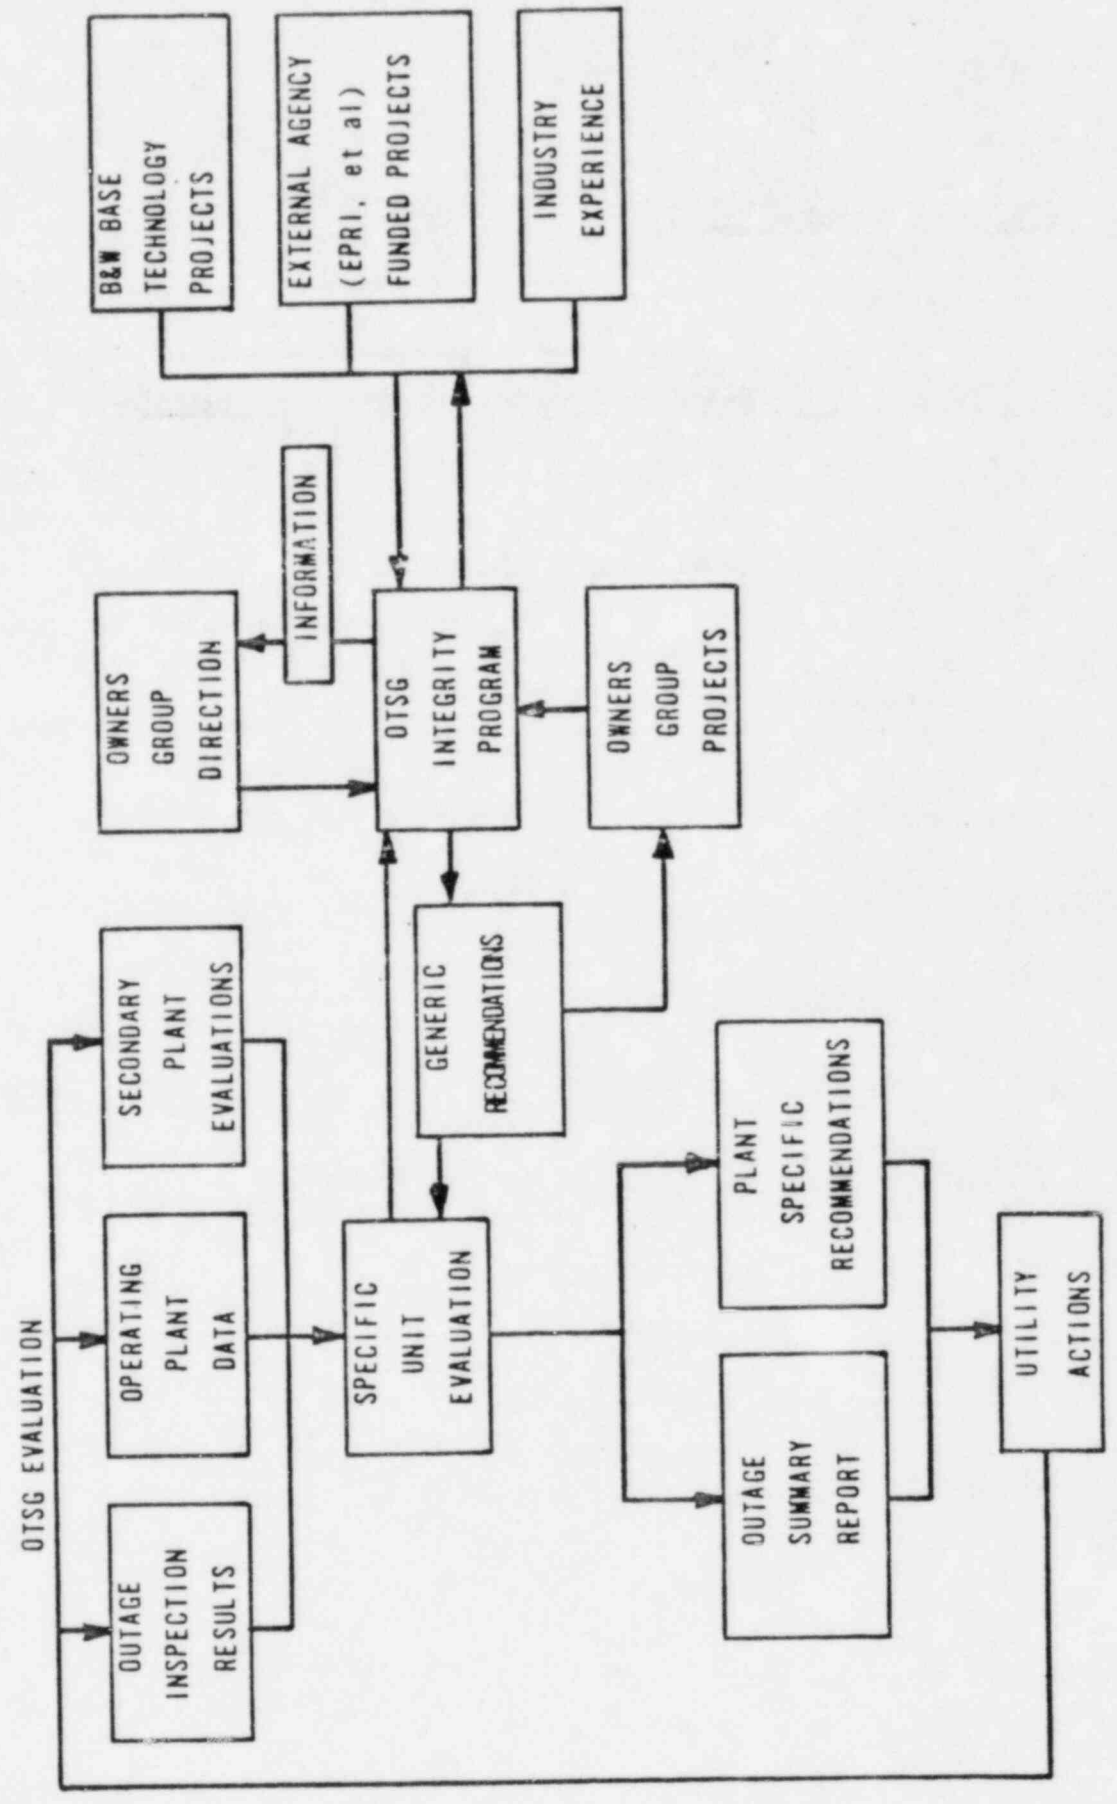 OTSG EVALUATION
OUTAGE
INSPECTION
RESULTS
OPERATING
PLANT
DATA
SECONDARY
PLANT
EVALUATIONS
OWNERS
GROUP
DIRECTION
B&W BASE
TECHNOLOGY
PROJECTS
INFORMATION
EXTERNAL AGENCY
(EPRI, et al)
FUNDED PROJECTS
SPECIFIC
UNIT
EVALUATION
GENERIC
RECOMMENDATIONS
OTSG
INTEGRITY
PROGRAM
INDUSTRY
EXPERIENCE
OWNERS
GROUP
PROJECTS
OUTAGE
SUMMARY
REPORT
PLANT
SPECIFIC
RECOMMENDATIONS
UTILITY
ACTIONS